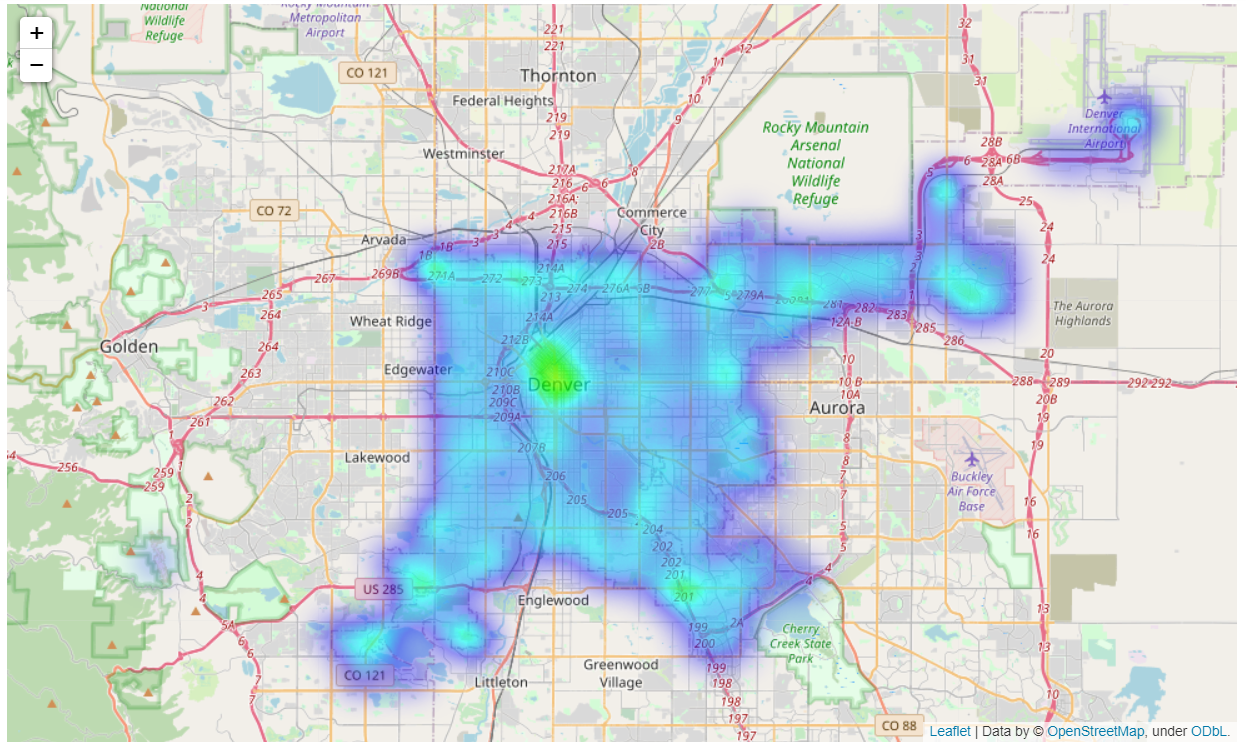 +
−
National
Wildlife
Refuge
Rocky Mountain
Metropolitan
Airport
CO 121
Thornton
Federal Heights
Westminster
221
221
219
219
217A
216
216A;
216B
215
215
12
11
11
10
9
8
6
6
32
31
31
Rocky Mountain
Arsenal
National
Wildlife
Refuge
Denver
International
Airport
28B
28A
6B
28A
6
5
25
24
24
CO 72
Arvada
Commerce
City
2B
4
4
3
3
1B
1B
269B
267
265
264
264
263
262
261
271A
272
273
274
214A
213
214A
276A
277
279A
281
282
283
12A-B
285
286
288
289
292
292
3
2
1
The Aurora
Highlands
Wheat Ridge
Golden
Edgewater
Denver
212B
210C
210B
209C
209A
207B
206
205
205
204
202
202
201
201
Aurora
10
10 B
10A
8
8
7
7
5
5
4
4
20
20B
19
19
16
16
13
13
10
Lakewood
54
256
259
259
1
2
2
4
4
5A
6
6
7
7
Buckley
Air Force
Base
US 285
Englewood
199
200
2A
199
198
198
197
197
Cherry
Creek State
Park
CO 121
Littleton
Greenwood
Village
CO 88
Leaflet | Data by © OpenStreetMap, under ODbL.